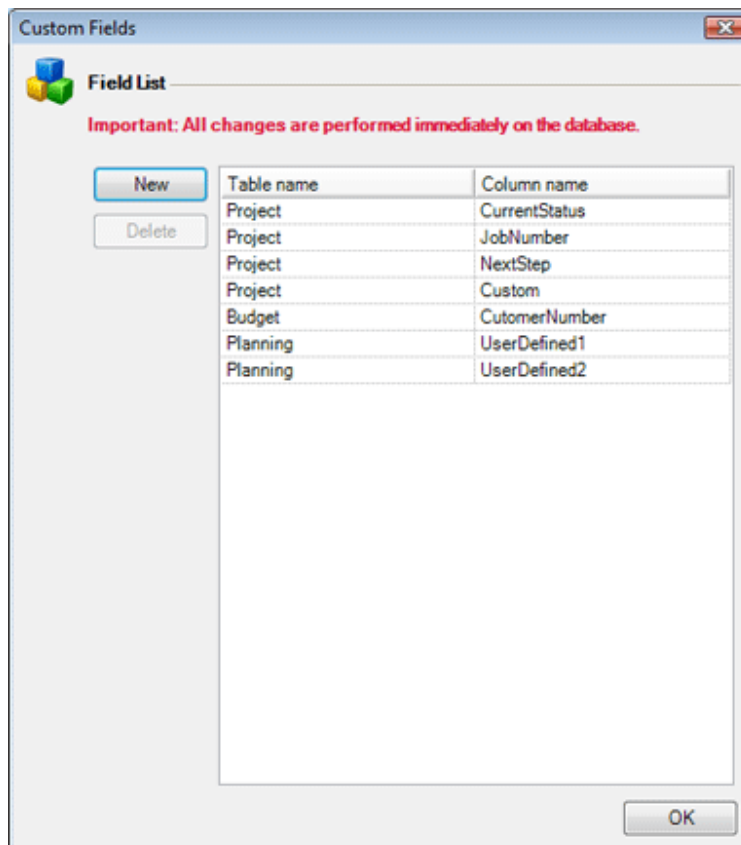 Custom Fields
Field List
Important: All changes are performed immediately on the database.
New
Delete
Table name Column name
Project CurrentStatus
Project JobNumber
Project NextStep
Project Custom
Budget CutomerNumber
Planning UserDefined1
Planning UserDefined2
OK